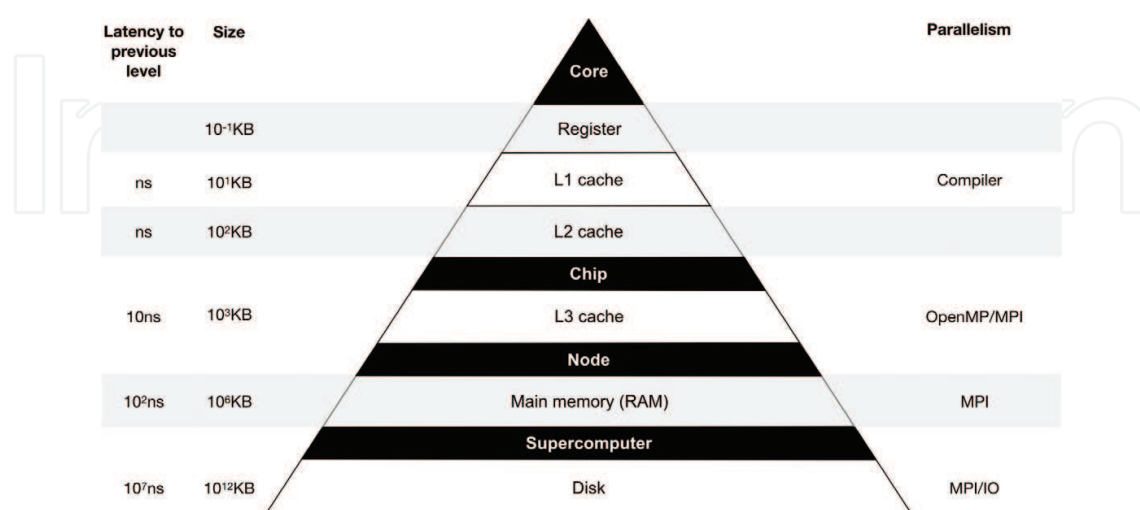 Latency to previous level Size Parallelism
Core
10⁻¹KB Register
ns 10¹KB L1 cache Compiler
ns 10²KB L2 cache
Chip
10ns 10³KB L3 cache OpenMP/MPI
Node
10²ns 10⁶KB Main memory (RAM) MPI
Supercomputer
10⁷ns 10¹²KB Disk MPI/IO